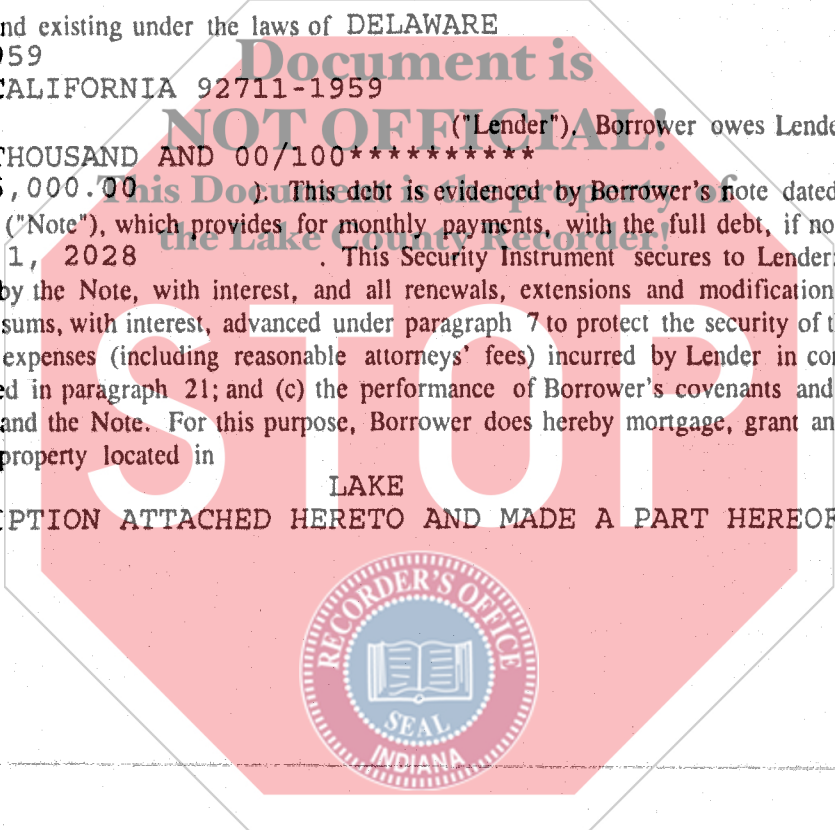 nd existing under the laws of DELAWARE
959
CALIFORNIA 92711-1959
("Lender"). Borrower owes Lende
THOUSAND AND 00/100**********
,000.00 ). This debt is evidenced by Borrower's note dated
("Note"), which provides for monthly payments, with the full debt, if no
1, 2028 . This Security Instrument secures to Lender:
by the Note, with interest, and all renewals, extensions and modification
sums, with interest, advanced under paragraph 7 to protect the security of t
expenses (including reasonable attorneys' fees) incurred by Lender in co
ed in paragraph 21; and (c) the performance of Borrower's covenants and
and the Note. For this purpose, Borrower does hereby mortgage, grant an
property located in
LAKE
IPTION ATTACHED HERETO AND MADE A PART HEREOF
Document is
NOT OFFICIAL!
This Document is the property of
the Lake County Recorder!
STOP
RECORDER'S OFFICE
SEAL
INDIANA